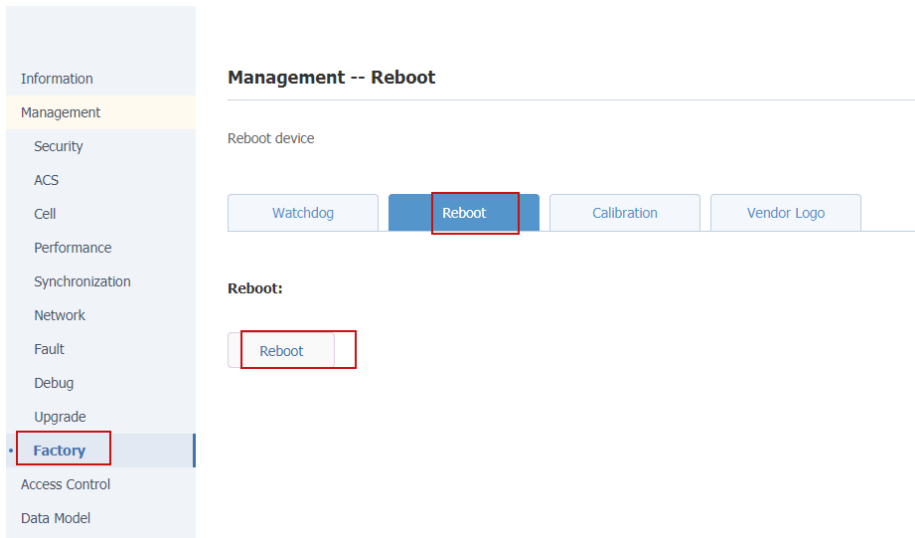 Information
Management
Security
ACS
Cell
Performance
Synchronization
Network
Fault
Debug
Upgrade
Factory
Access Control
Data Model
Management -- Reboot
Reboot device
Watchdog Reboot Calibration Vendor Logo
Reboot:
Reboot